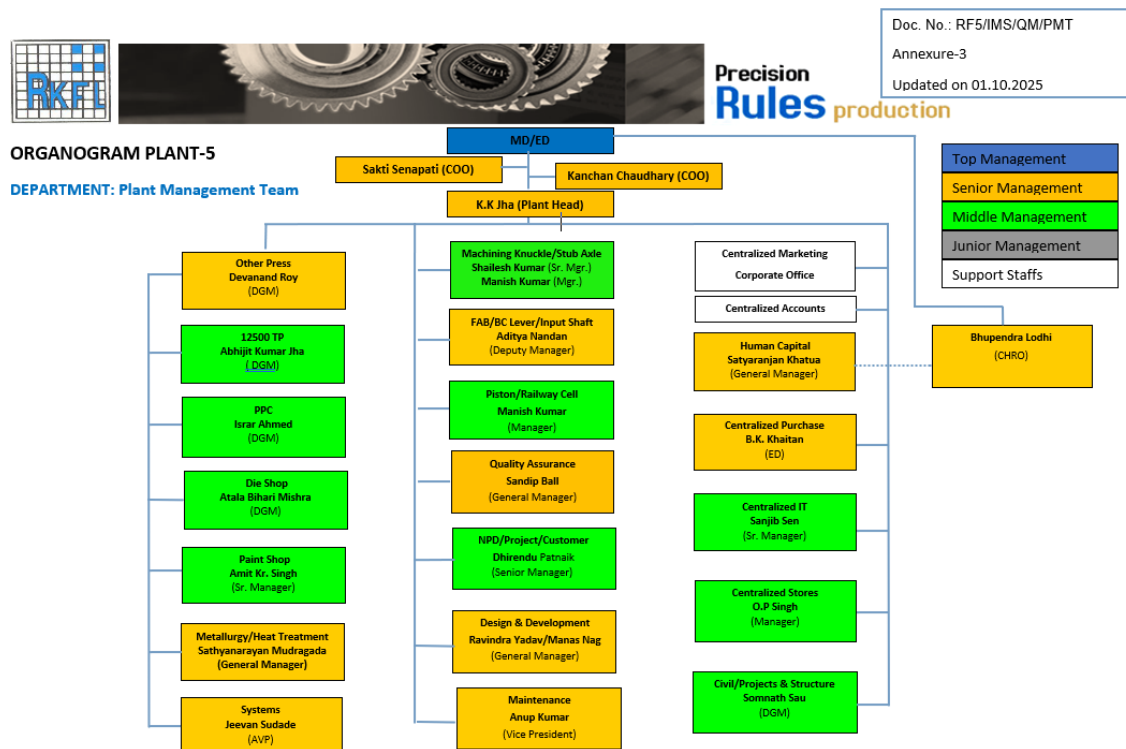 Doc. No.: RF5/IMS/QM/PMT
Annexure-3
Updated on 01.10.2025
RKFL
Precision
Rules production
ORGANOGRAM PLANT-5
DEPARTMENT: Plant Management Team
MD/ED
Sakti Senapati (COO)
Kanchan Chaudhary (COO)
K.K Jha (Plant Head)
Top Management
Senior Management
Middle Management
Junior Management
Support Staffs
Other Press
Devanand Roy
(DGM)
12500 TP
Abhijit Kumar Jha
( DGM)
PPC
Israr Ahmed
(DGM)
Die Shop
Atala Bihari Mishra
(DGM)
Paint Shop
Amit Kr. Singh
(Sr. Manager)
Metallurgy/Heat Treatment
Sathyanarayan Mudragada
(General Manager)
Systems
Jeevan Sudade
(AVP)
Machining Knuckle/Stub Axle
Shailesh Kumar (Sr. Mgr.)
Manish Kumar (Mgr.)
FAB/BC Lever/Input Shaft
Aditya Nandan
(Deputy Manager)
Piston/Railway Cell
Manish Kumar
(Manager)
Quality Assurance
Sandip Ball
(General Manager)
NPD/Project/Customer
Dhirendu Patnaik
(Senior Manager)
Design & Development
Ravindra Yadav/Manas Nag
(General Manager)
Maintenance
Anup Kumar
(Vice President)
Centralized Marketing
Corporate Office
Centralized Accounts
Human Capital
Satyaranjan Khatua
(General Manager)
Bhupendra Lodhi
(CHRO)
Centralized Purchase
B.K. Khaitan
(ED)
Centralized IT
Sanjib Sen
(Sr. Manager)
Centralized Stores
O.P Singh
(Manager)
Civil/Projects & Structure
Somnath Sau
(DGM)